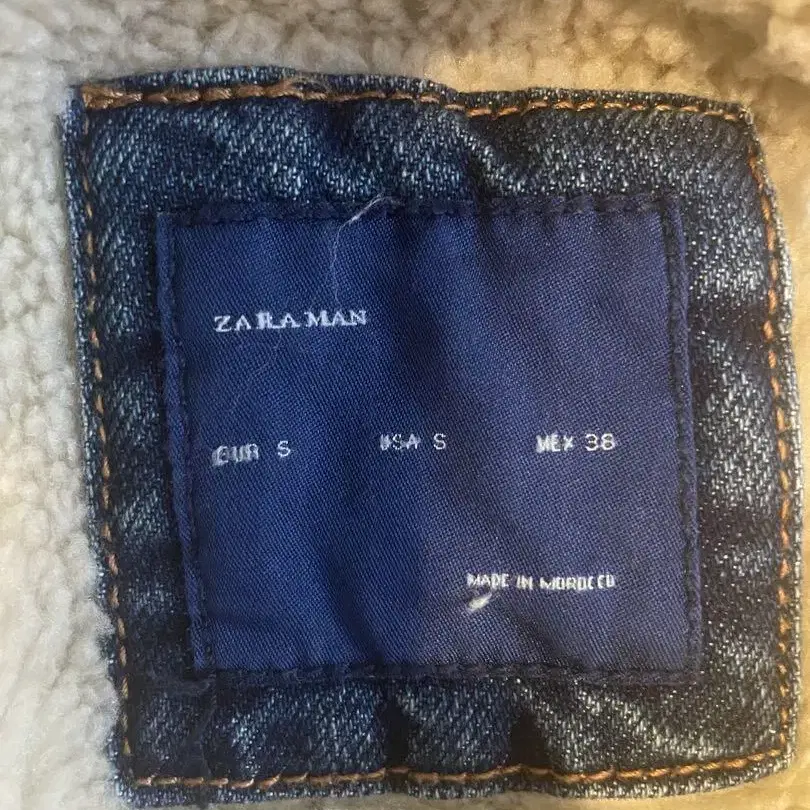 ZARA MAN
EUR S USA S MEX 38
MADE IN MOROCCO